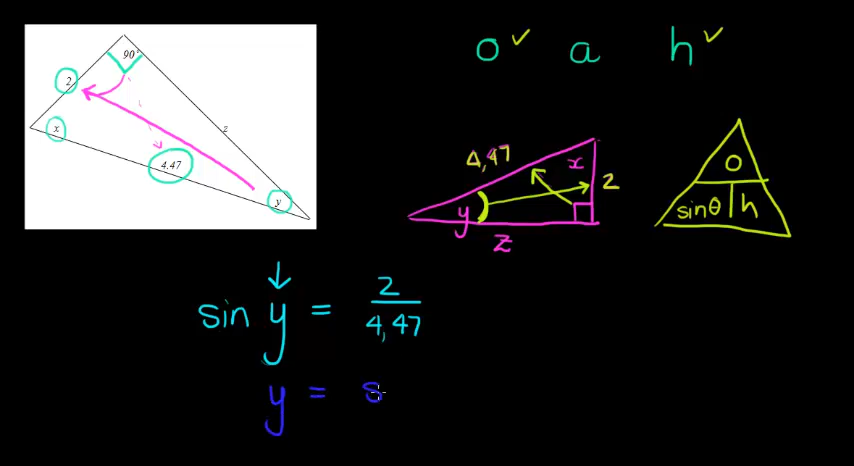 90°
2
x
z
4.47
y
o a h
4,47
x
2
y
z
o
sinθ h
sin y = 2
4,47
y = s